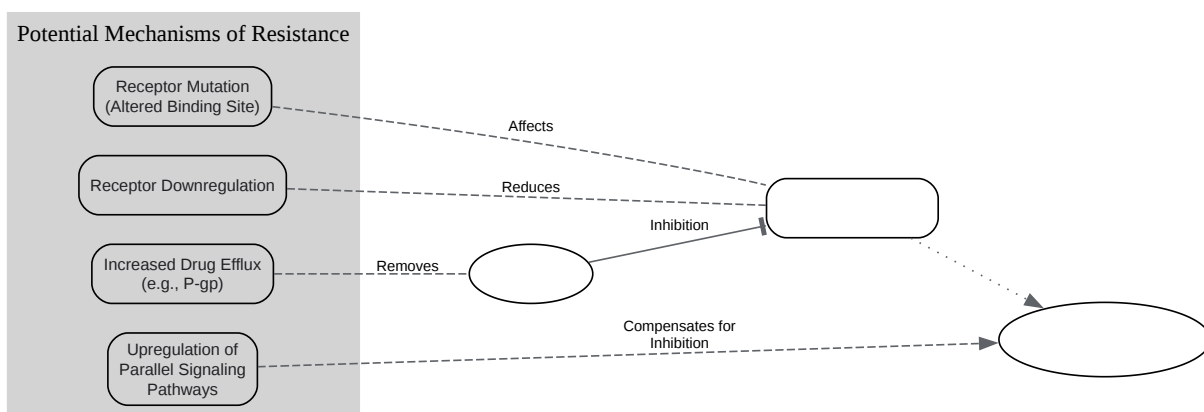 Potential Mechanisms of Resistance
Receptor Mutation
(Altered Binding Site)
Affects
Receptor Downregulation
Reduces
Inhibition
Increased Drug Efflux
(e.g., P-gp)
Removes
Compensates for
Inhibition
Upregulation of
Parallel Signaling
Pathways